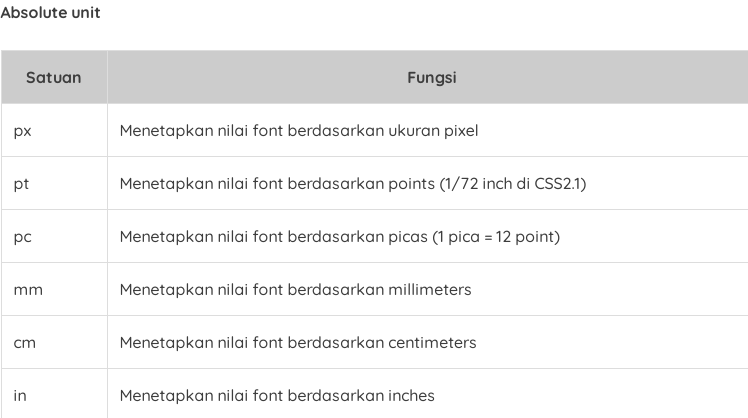 Absolute unit
Satuan Fungsi
px Menetapkan nilai font berdasarkan ukuran pixel
pt Menetapkan nilai font berdasarkan points (1/72 inch di CSS2.1)
pc Menetapkan nilai font berdasarkan picas (1 pica = 12 point)
mm Menetapkan nilai font berdasarkan millimeters
cm Menetapkan nilai font berdasarkan centimeters
in Menetapkan nilai font berdasarkan inches